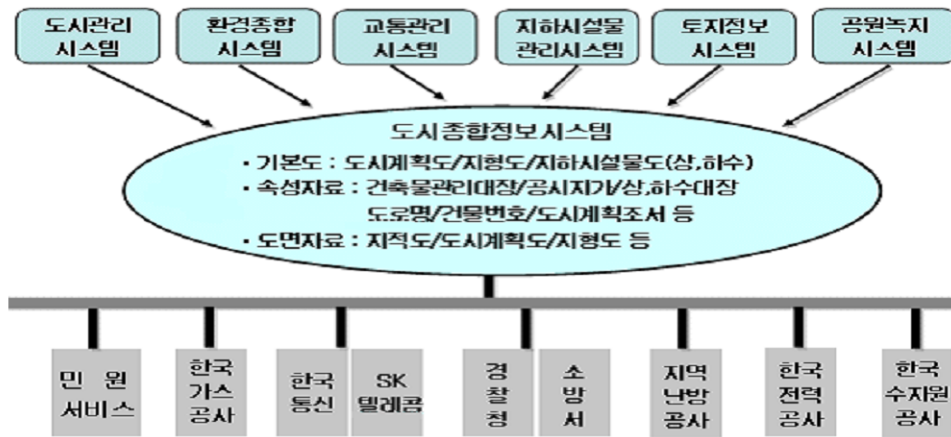 도시관리
시스템
환경종합
시스템
교통관리
시스템
지하시설물
관리시스템
토지정보
시스템
공원녹지
시스템
도시종합정보시스템
· 기본도 : 도시계획도/지형도/지하시설물도(상,하수)
· 속성자료 : 건축물관리대장/공시지가/상,하수대장
도로명/건물번호/도시계획조서 등
· 도면자료 : 지적도/도시계획도/지형도 등
민 원
서비스
한국
가스
공사
한국
통신
SK
텔레콤
경
찰
청
소
방
서
지역
난방
공사
한국
전력
공사
한국
수자원
공사